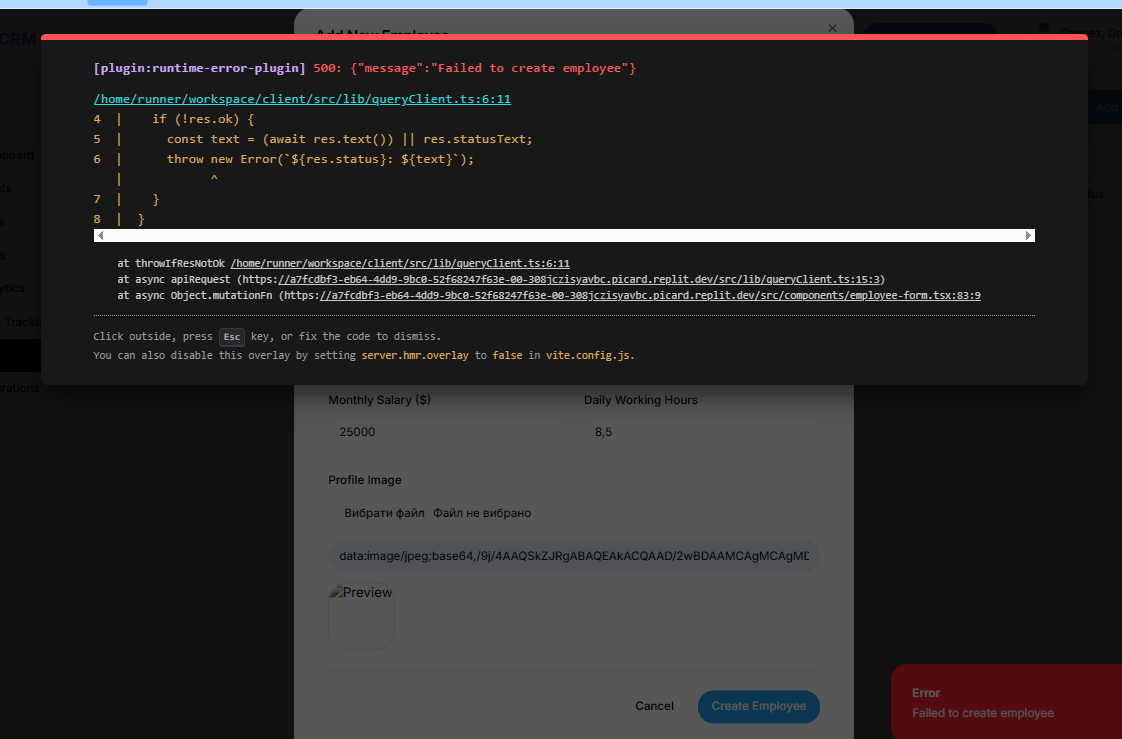 Add New Employee
×
CRM
[plugin:runtime-error-plugin] 500: {"message":"Failed to create employee"}
/home/runner/workspace/client/src/lib/queryClient.ts:6:11
4 | if (!res.ok) {
5 | const text = (await res.text()) || res.statusText;
6 | throw new Error(`${res.status}: ${text}`);
| ^
7 | }
8 | }
at throwIfResNotOk /home/runner/workspace/client/src/lib/queryClient.ts:6:11
at async apiRequest (https://a7fcdbf3-eb64-4dd9-9bc0-52f68247f63e-00-308jczisyavbc.picard.replit.dev/src/lib/queryClient.ts:15:3)
at async Object.mutationFn (https://a7fcdbf3-eb64-4dd9-9bc0-52f68247f63e-00-308jczisyavbc.picard.replit.dev/src/components/employee-form.tsx:83:9
Click outside, press Esc key, or fix the code to dismiss.
You can also disable this overlay by setting server.hmr.overlay to false in vite.config.js.
Add
Monthly Salary ($)
Daily Working Hours
25000
8,5
Profile Image
Вибрати файл Файл не вибрано
data:image/jpeg;base64,/9j/4AAQSkZJRgABAQEAkACQAAD/2wBDAAMCAgMCAgMD
Preview
Cancel
Create Employee
Error
Failed to create employee